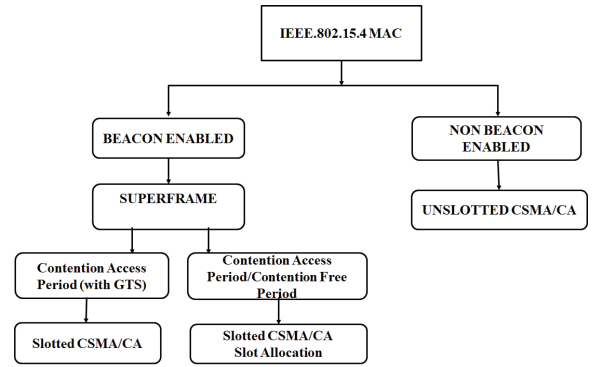 IEEE.802.15.4 MAC
BEACON ENABLED
NON BEACON
ENABLED
SUPERFRAME
UNSLOTTED CSMA/CA
Contention Access
Period (with GTS)
Contention Access
Period/Contention Free
Period
Slotted CSMA/CA
Slotted CSMA/CA
Slot Allocation